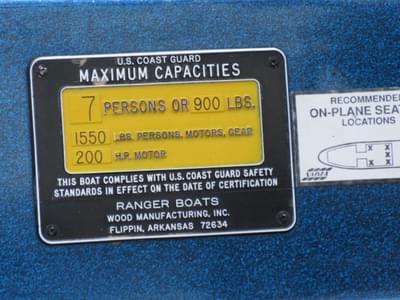 U.S. COAST GUARD
MAXIMUM CAPACITIES
7 PERSONS OR 900 LBS.
1550 LBS. PERSONS, MOTORS, GEAR
200 H.P. MOTOR
THIS BOAT COMPLIES WITH U.S. COAST GUARD SAFETY
STANDARDS IN EFFECT ON THE DATE OF CERTIFICATION
RANGER BOATS
WOOD MANUFACTURING, INC.
FLIPPIN, ARKANSAS 72634
RECOMMENDE
ON-PLANE SEA
LOCATIONS
X X
X
X X